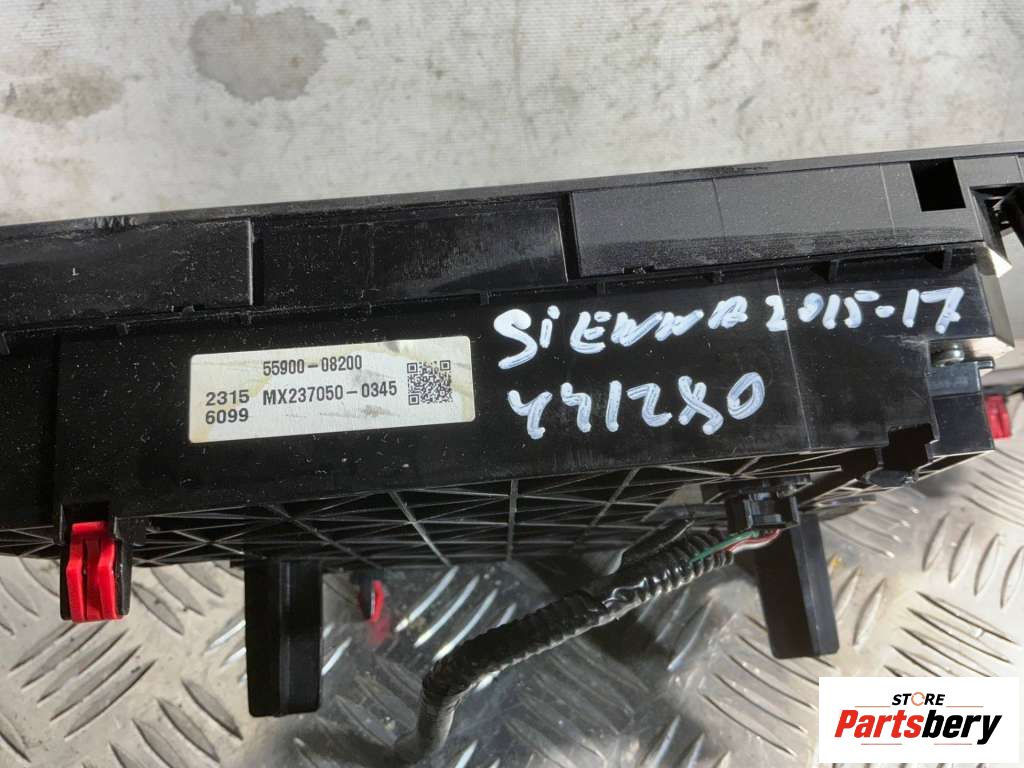 SiENNA 2015-17
441280
55900-08200
2315 MX237050-0345
6099
STORE
Partsbery